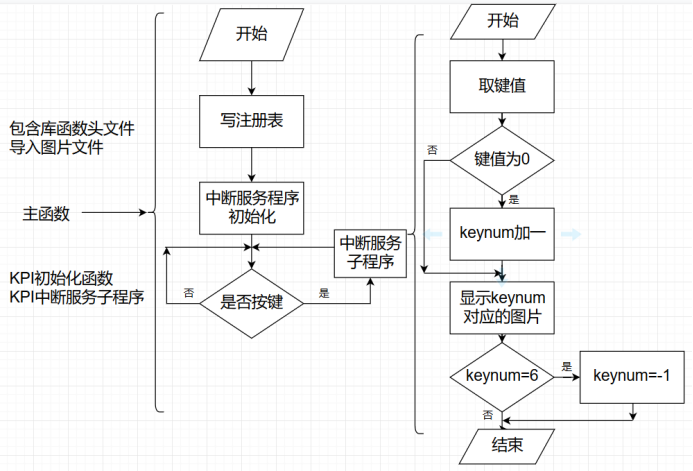 包含库函数头文件
导入图片文件
主函数
KPI初始化函数
KPI中断服务子程序
开始
写注册表
中断服务程序
初始化
是否按键
否
是
中断服务
子程序
开始
取键值
键值为0
否
是
keynum加一
显示keynum
对应的图片
keynum=6
是
keynum=-1
否
结束